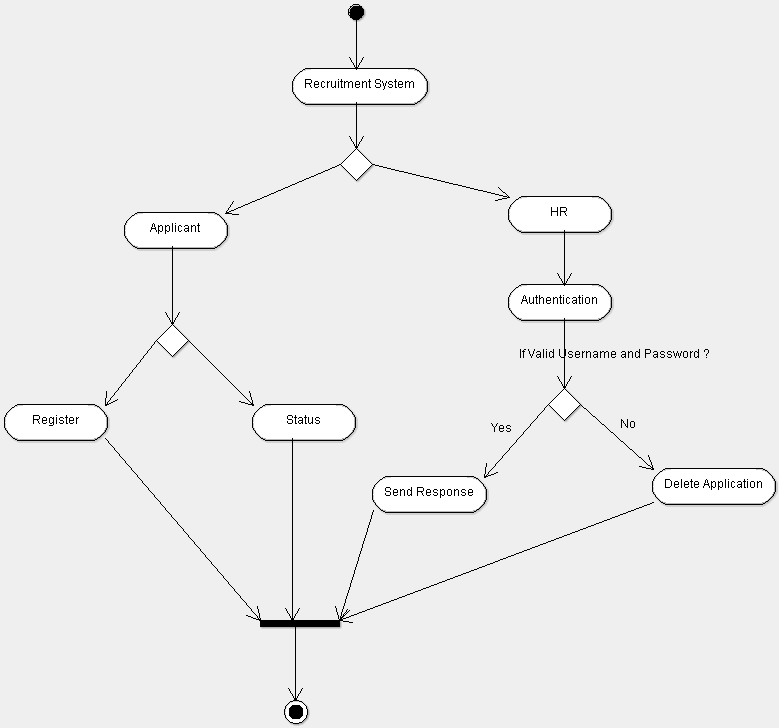 Recruitment System
Applicant
HR
Authentication
If Valid Username and Password ?
Register
Status
Yes
No
Send Response
Delete Application